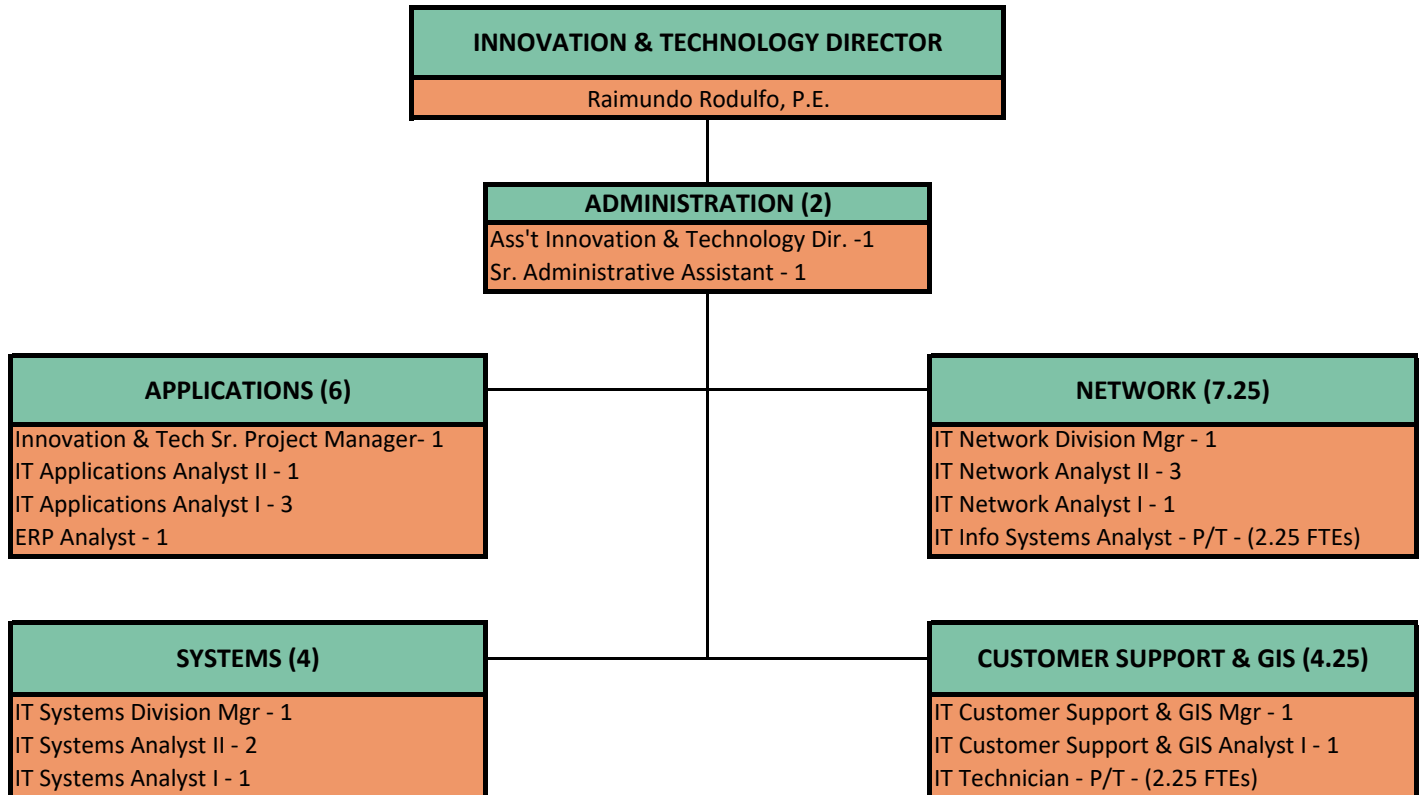 INNOVATION & TECHNOLOGY DIRECTOR
Raimundo Rodulfo, P.E.
ADMINISTRATION (2)
Ass't Innovation & Technology Dir. -1
Sr. Administrative Assistant - 1
APPLICATIONS (6)
Innovation & Tech Sr. Project Manager- 1
IT Applications Analyst II - 1
IT Applications Analyst I - 3
ERP Analyst - 1
NETWORK (7.25)
IT Network Division Mgr - 1
IT Network Analyst II - 3
IT Network Analyst I - 1
IT Info Systems Analyst - P/T - (2.25 FTEs)
SYSTEMS (4)
IT Systems Division Mgr - 1
IT Systems Analyst II - 2
IT Systems Analyst I - 1
CUSTOMER SUPPORT & GIS (4.25)
IT Customer Support & GIS Mgr - 1
IT Customer Support & GIS Analyst I - 1
IT Technician - P/T - (2.25 FTEs)